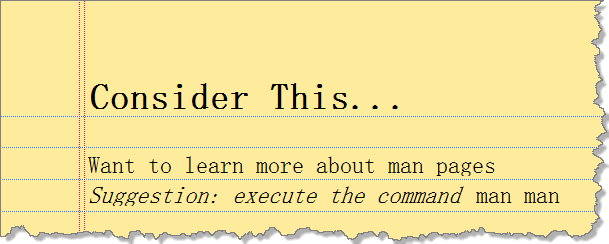 Consider This...
Want to learn more about man pages
Suggestion: execute the command man man